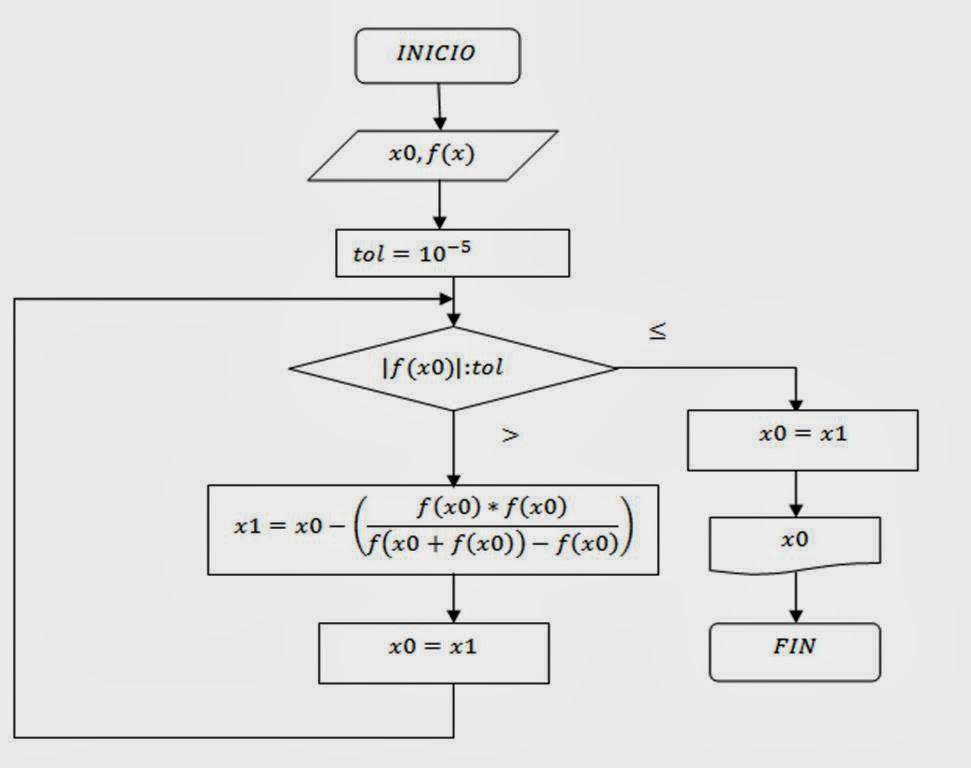 INICIO
x0, f(x)
tol = 10⁻⁵
|f(x0)|:tol
≤
>
x0 = x1
x1 = x0 − (f(x0) ∗ f(x0) / f(x0 + f(x0)) − f(x0))
x0
x0 = x1
FIN